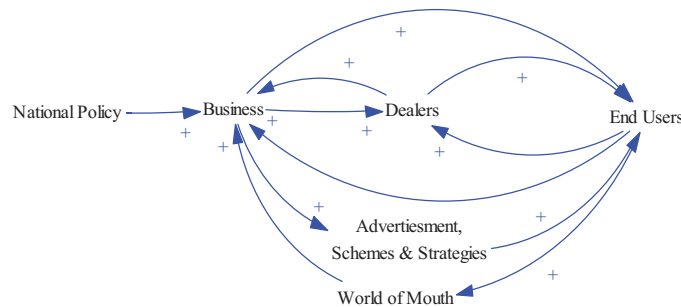 National Policy
Business
Dealers
End Users
Advertiesment,
Schemes & Strategies
World of Mouth
+
+
+
+
+
+
+
+
+
+
+